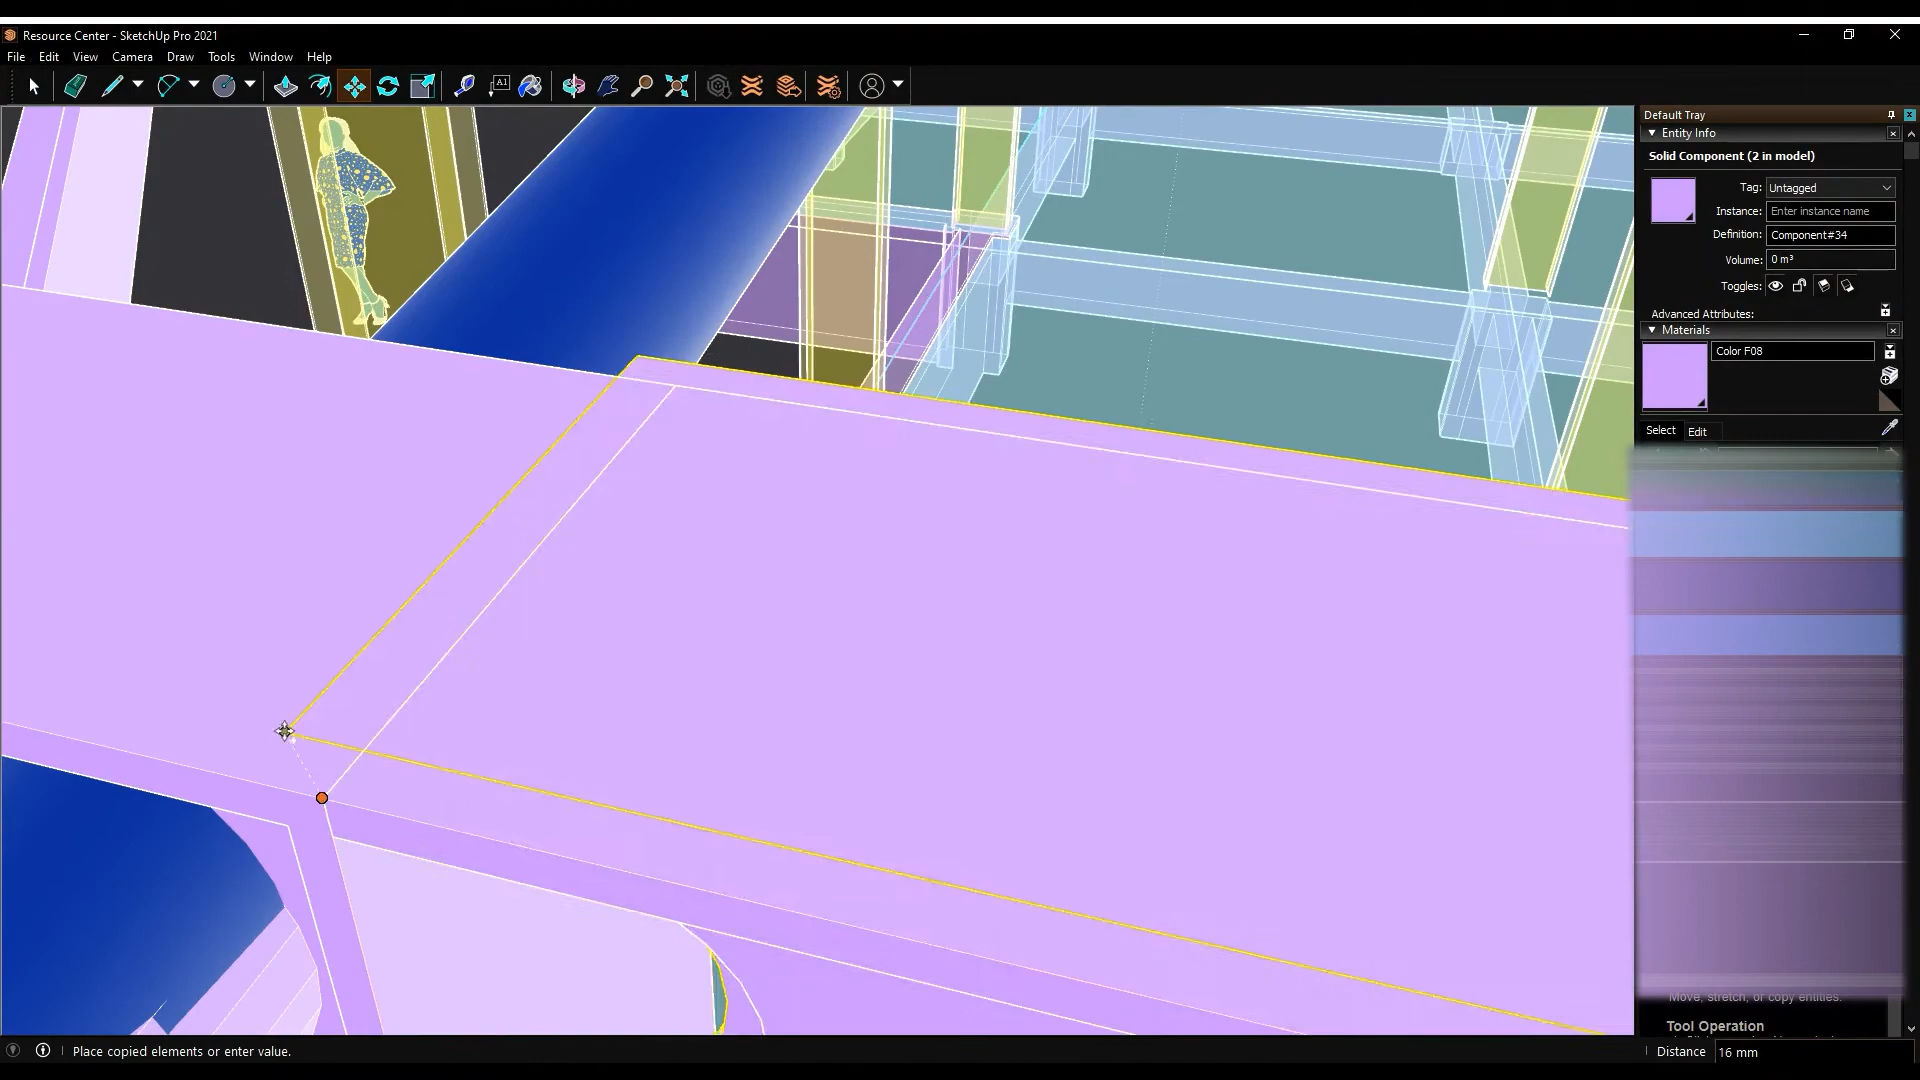 Resource Center - SketchUp Pro 2021
File Edit View Camera Draw Tools Window Help
A1
Default Tray
Entity Info
Solid Component (2 in model)
Tag: Untagged
Instance: Enter instance name
Definition: Component#34
Volume: 0 m³
Toggles:
Advanced Attributes:
Materials
Color F08
Select Edit
Move, stretch, or copy entities.
Tool Operation
Place copied elements or enter value.
Distance 16 mm